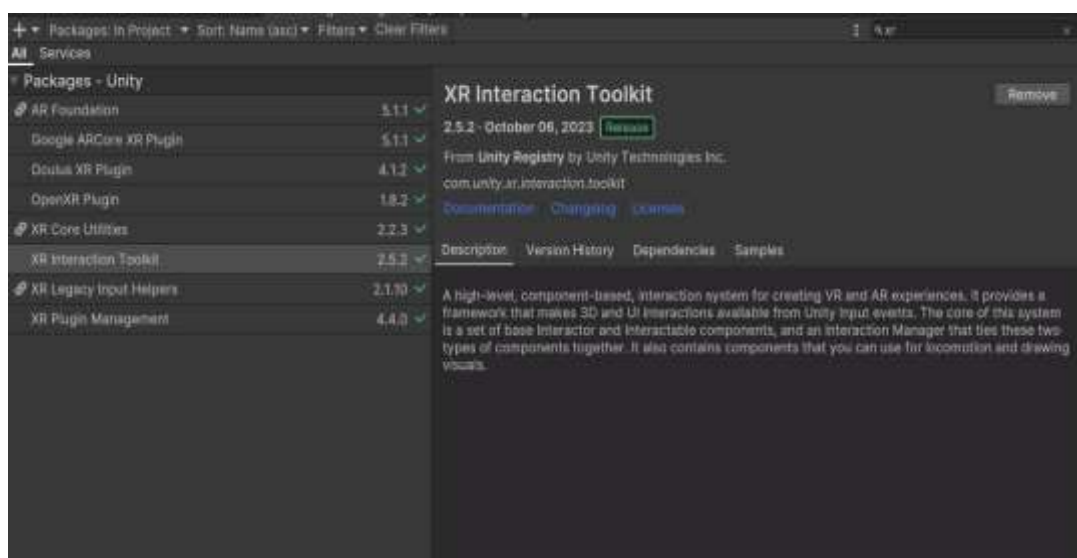 Packages: In Project Sort: Name (asc) Filters Clear Filters xr
All Services
Packages - Unity
AR Foundation 5.1.1
Google ARCore XR Plugin 5.1.1
Oculus XR Plugin 4.1.2
OpenXR Plugin 1.8.2
XR Core Utilities 2.2.3
XR Interaction Toolkit 2.5.2
XR Legacy Input Helpers 2.1.10
XR Plugin Management 4.4.0
XR Interaction Toolkit
Remove
2.5.2 · October 06, 2023 Release
From Unity Registry by Unity Technologies Inc.
com.unity.xr.interaction.toolkit
Documentation Changelog Licenses
Description Version History Dependencies Samples
A high-level, component-based, interaction system for creating VR and AR experiences. It provides a
framework that makes 3D and UI interactions available from Unity input events. The core of this system
is a set of base Interactor and Interactable components, and an Interaction Manager that ties these two
types of components together. It also contains components that you can use for locomotion and drawing
visuals.